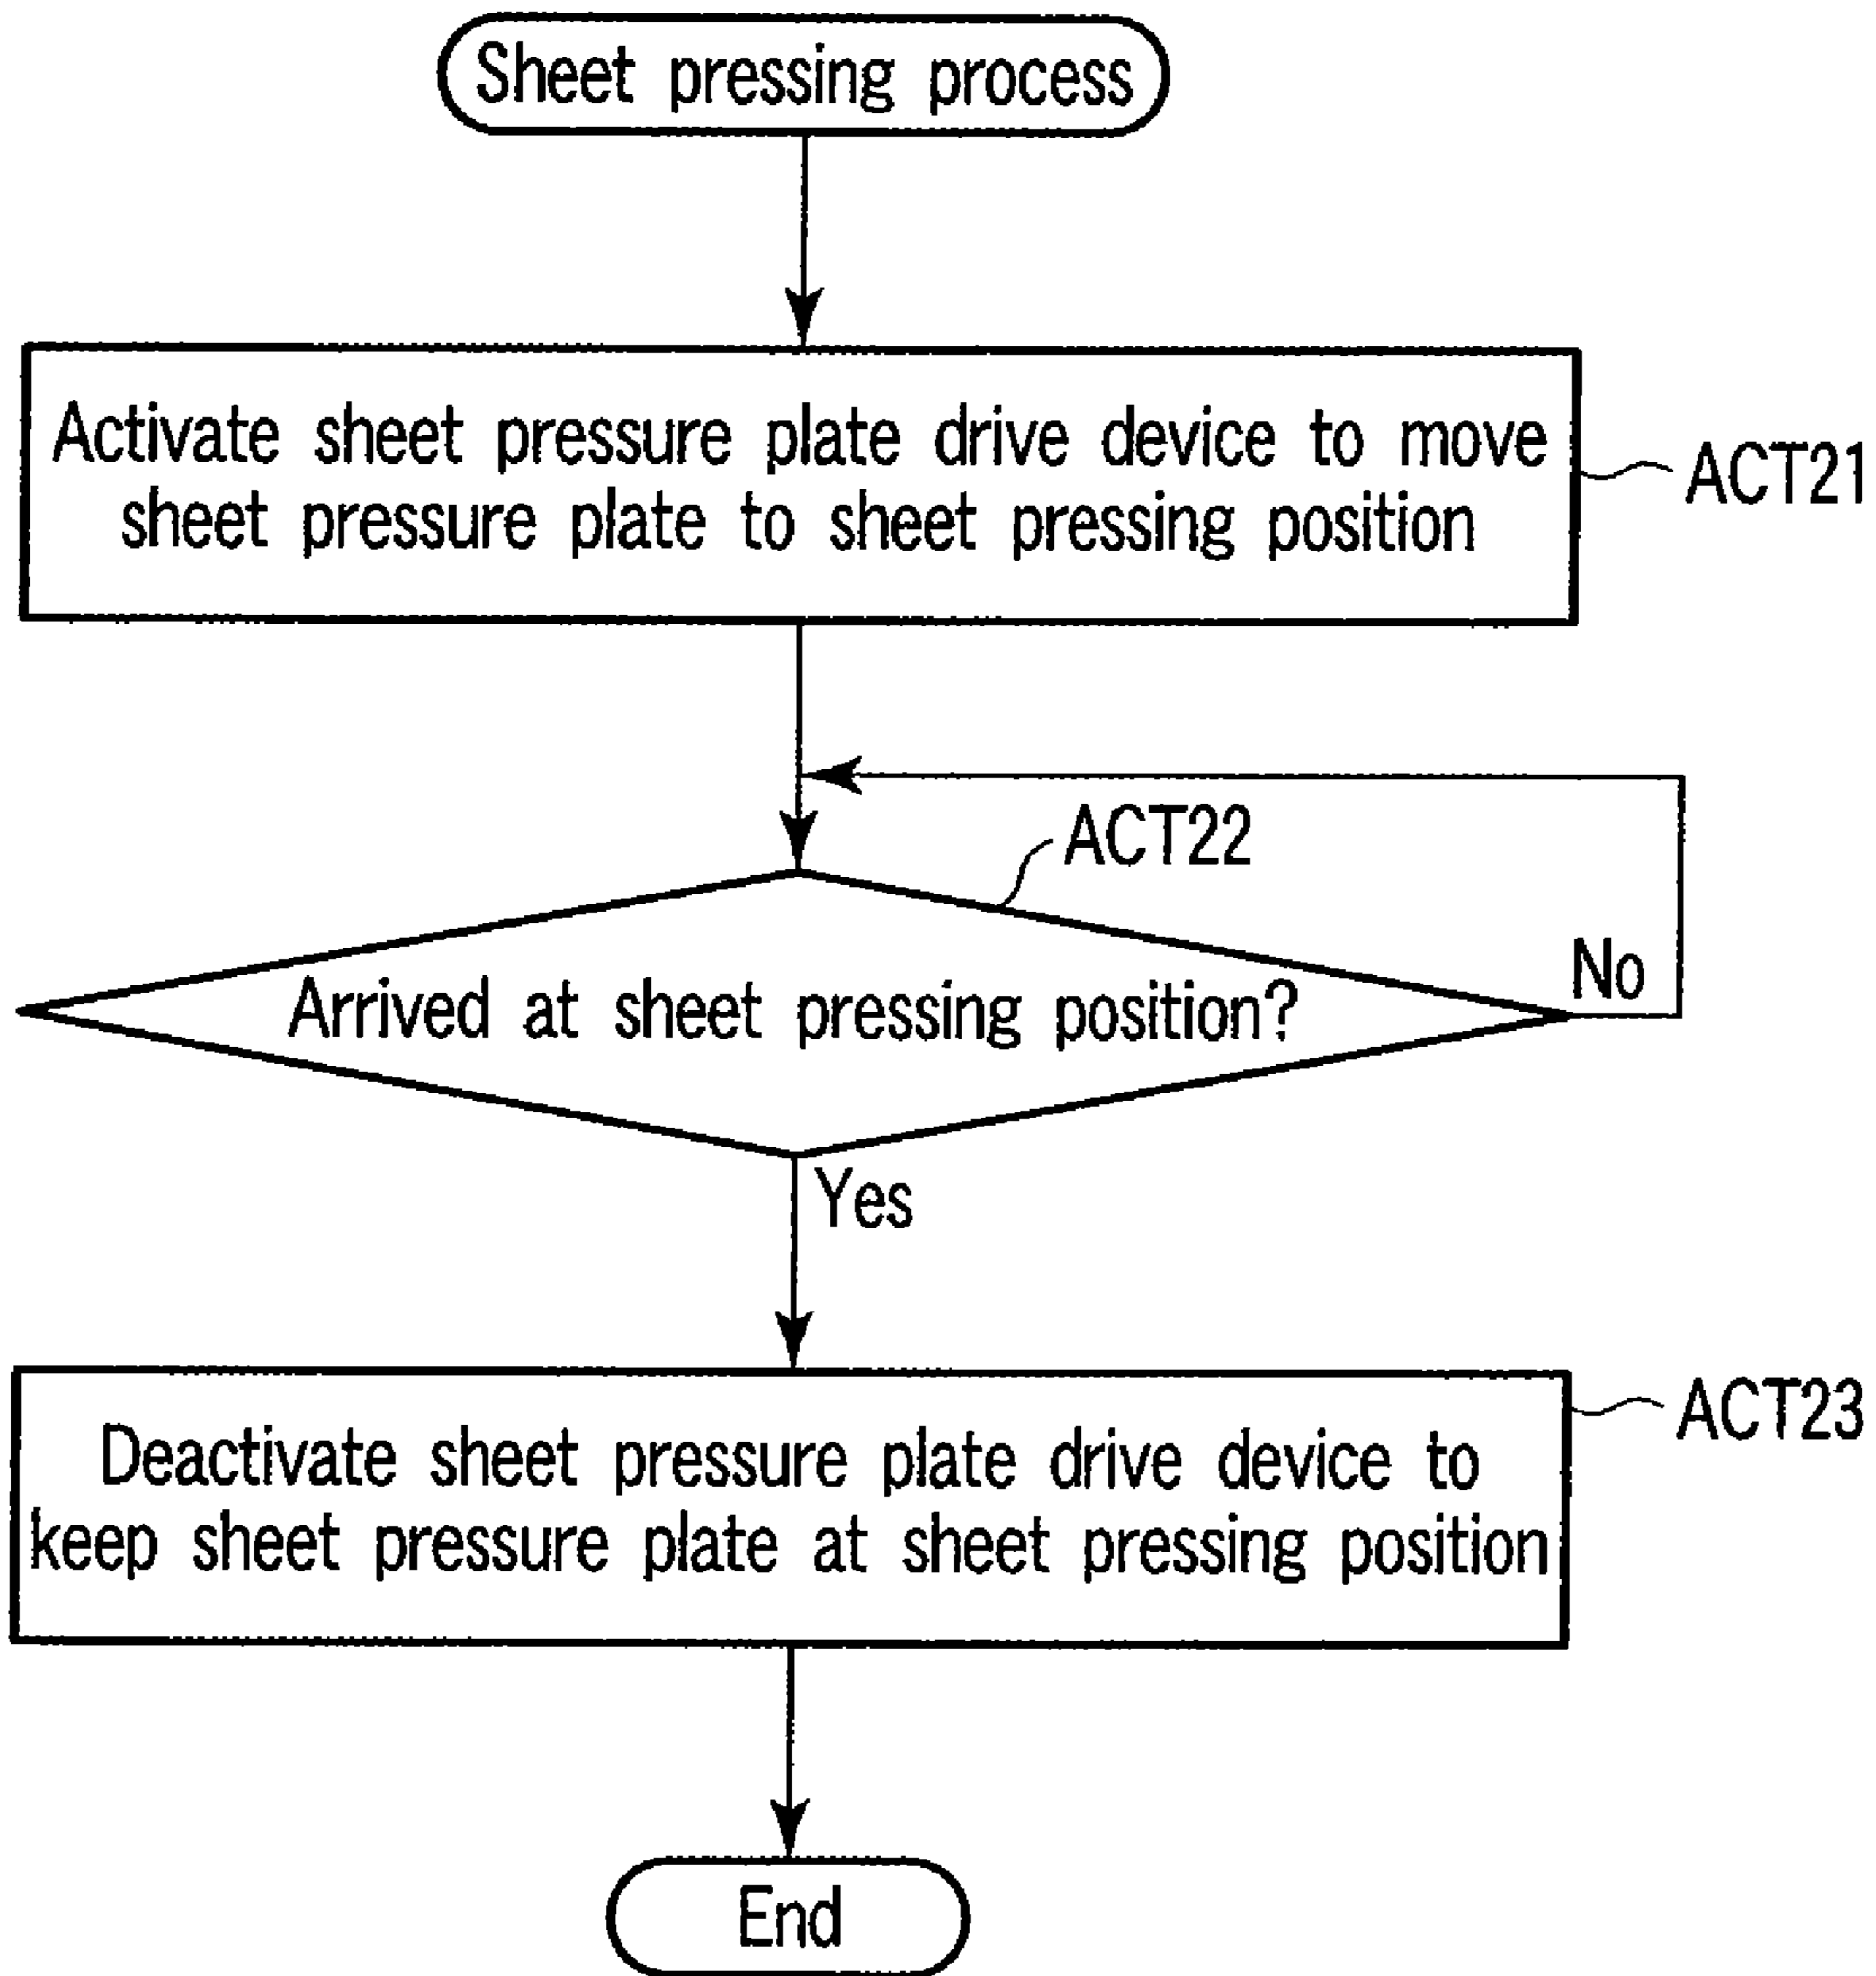 Sheet pressing process
Activate sheet pressure plate drive device to move
sheet pressure plate to sheet pressing position
ACT21
ACT22
No
Arrived at sheet pressing position?
Yes
ACT23
Deactivate sheet pressure plate drive device to
keep sheet pressure plate at sheet pressing position
End